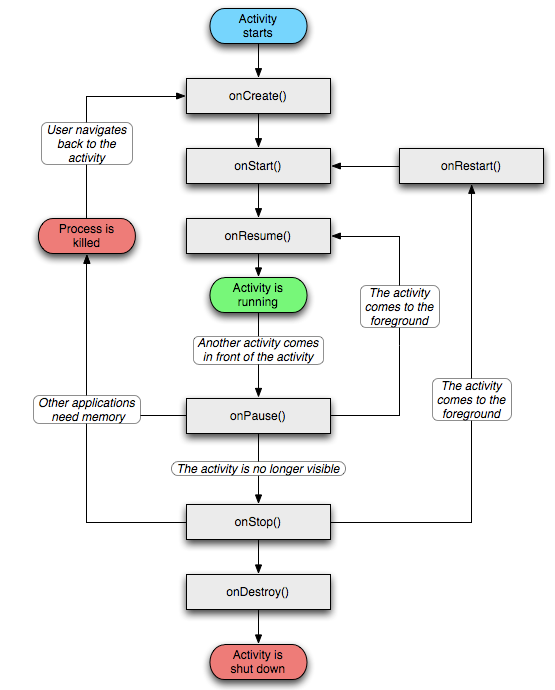 Activity
starts
onCreate()
User navigates
back to the
activity
onStart()
onRestart()
Process is
killed
onResume()
Activity is
running
The activity
comes to the
foreground
Another activity comes
in front of the activity
The activity
comes to the
foreground
Other applications
need memory
onPause()
The activity is no longer visible
onStop()
onDestroy()
Activity is
shut down